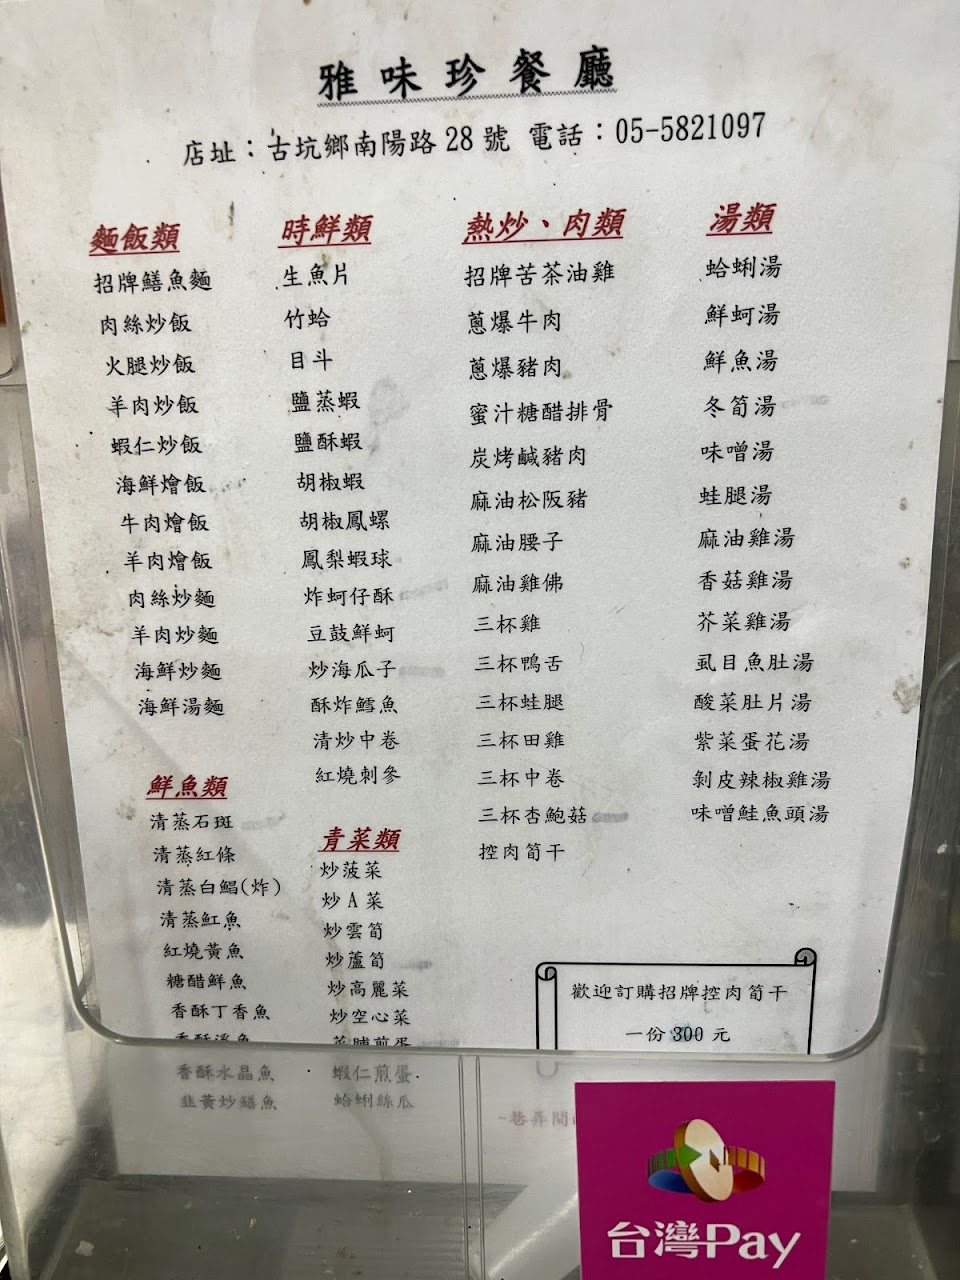 雅味珍餐廳
店址：古坑鄉南陽路 28 號 電話：05-5821097
麵飯類
招牌鱔魚麵
肉絲炒飯
火腿炒飯
羊肉炒飯
蝦仁炒飯
海鮮燴飯
牛肉燴飯
羊肉燴飯
肉絲炒麵
羊肉炒麵
海鮮炒麵
海鮮湯麵
鮮魚類
清蒸石斑
清蒸紅條
清蒸白鯧(炸)
清蒸魟魚
紅燒黃魚
糖醋鮮魚
香酥丁香魚
香酥溪魚
香酥水晶魚
韭黃炒鱔魚
時鮮類
生魚片
竹蛤
目斗
鹽蒸蝦
鹽酥蝦
胡椒蝦
胡椒鳳螺
鳳梨蝦球
炸蚵仔酥
豆鼓鮮蚵
炒海瓜子
酥炸鱈魚
清炒中卷
紅燒刺參
青菜類
炒菠菜
炒 A 菜
炒雲筍
炒蘆筍
炒高麗菜
炒空心菜
菜脯煎蛋
蝦仁煎蛋
蛤蜊絲瓜
熱炒、肉類
招牌苦茶油雞
蔥爆牛肉
蔥爆豬肉
蜜汁糖醋排骨
炭烤鹹豬肉
麻油松阪豬
麻油腰子
麻油雞佛
三杯雞
三杯鴨舌
三杯蛙腿
三杯田雞
三杯中卷
三杯杏鮑菇
控肉筍干
湯類
蛤蜊湯
鮮蚵湯
鮮魚湯
冬筍湯
味噌湯
蛙腿湯
麻油雞湯
香菇雞湯
芥菜雞湯
虱目魚肚湯
酸菜肚片湯
紫菜蛋花湯
剝皮辣椒雞湯
味噌鮭魚頭湯
歡迎訂購招牌控肉筍干
一份 300 元
~巷弄間
台灣Pay